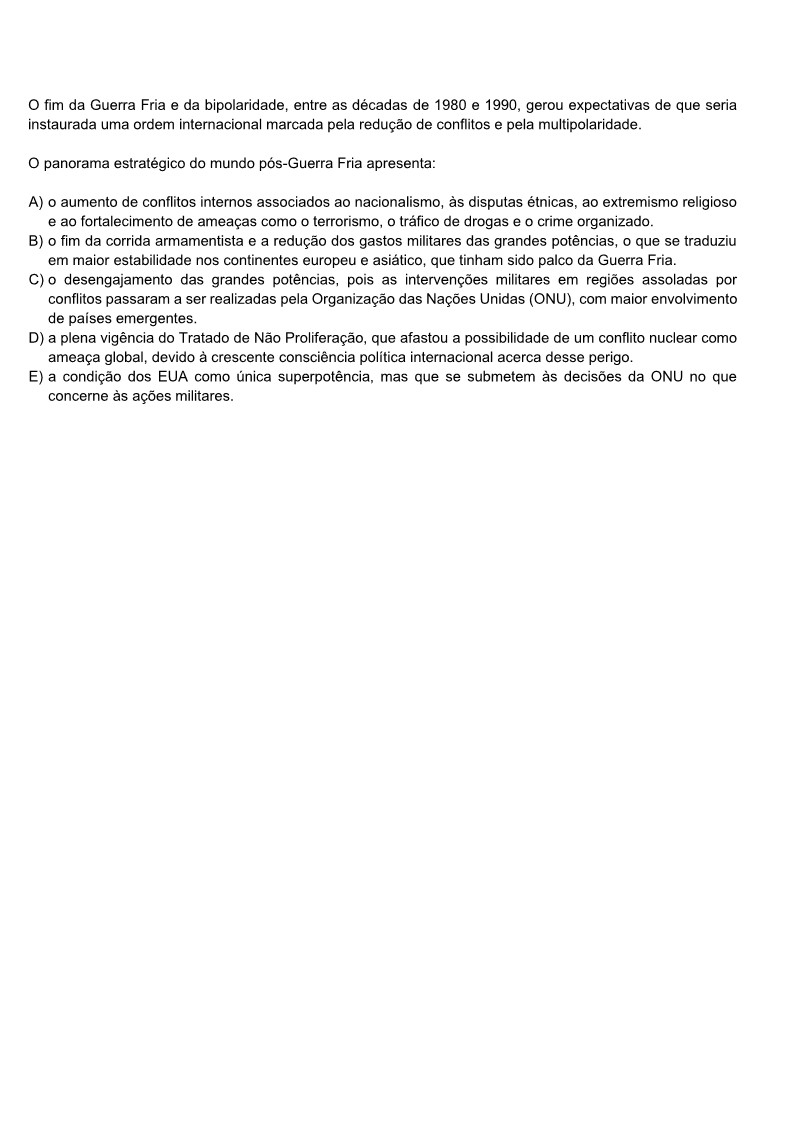 O fim da Guerra Fria e da bipolaridade, entre as décadas de 1980 e 1990, gerou expectativas de que seria
instaurada uma ordem internacional marcada pela redução de conflitos e pela multipolaridade.
O panorama estratégico do mundo pós-Guerra Fria apresenta:
A) o aumento de conflitos internos associados ao nacionalismo, às disputas étnicas, ao extremismo religioso
e ao fortalecimento de ameaças como o terrorismo, o tráfico de drogas e o crime organizado.
B) o fim da corrida armamentista e a redução dos gastos militares das grandes potências, o que se traduziu
em maior estabilidade nos continentes europeu e asiático, que tinham sido palco da Guerra Fria.
C) o desengajamento das grandes potências, pois as intervenções militares em regiões assoladas por
conflitos passaram a ser realizadas pela Organização das Nações Unidas (ONU), com maior envolvimento
de países emergentes.
D) a plena vigência do Tratado de Não Proliferação, que afastou a possibilidade de um conflito nuclear como
ameaça global, devido à crescente consciência política internacional acerca desse perigo.
E) a condição dos EUA como única superpotência, mas que se submetem às decisões da ONU no que
concerne às ações militares.